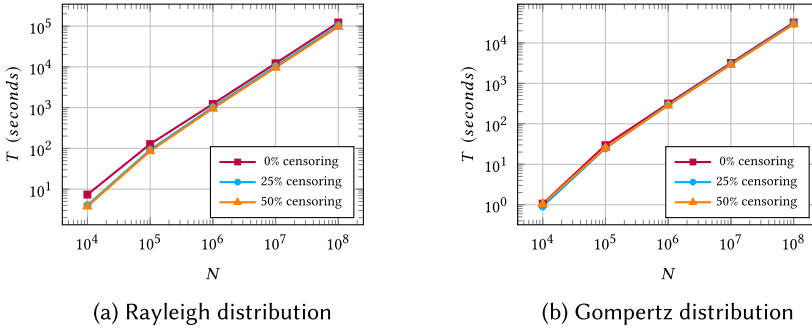 10^5
10^4
10^3
10^2
10^1
T (seconds)
0% censoring
25% censoring
50% censoring
10^4 10^5 10^6 10^7 10^8
N
(a) Rayleigh distribution
10^4
10^3
10^2
10^1
10^0
T (seconds)
0% censoring
25% censoring
50% censoring
10^4 10^5 10^6 10^7 10^8
N
(b) Gompertz distribution